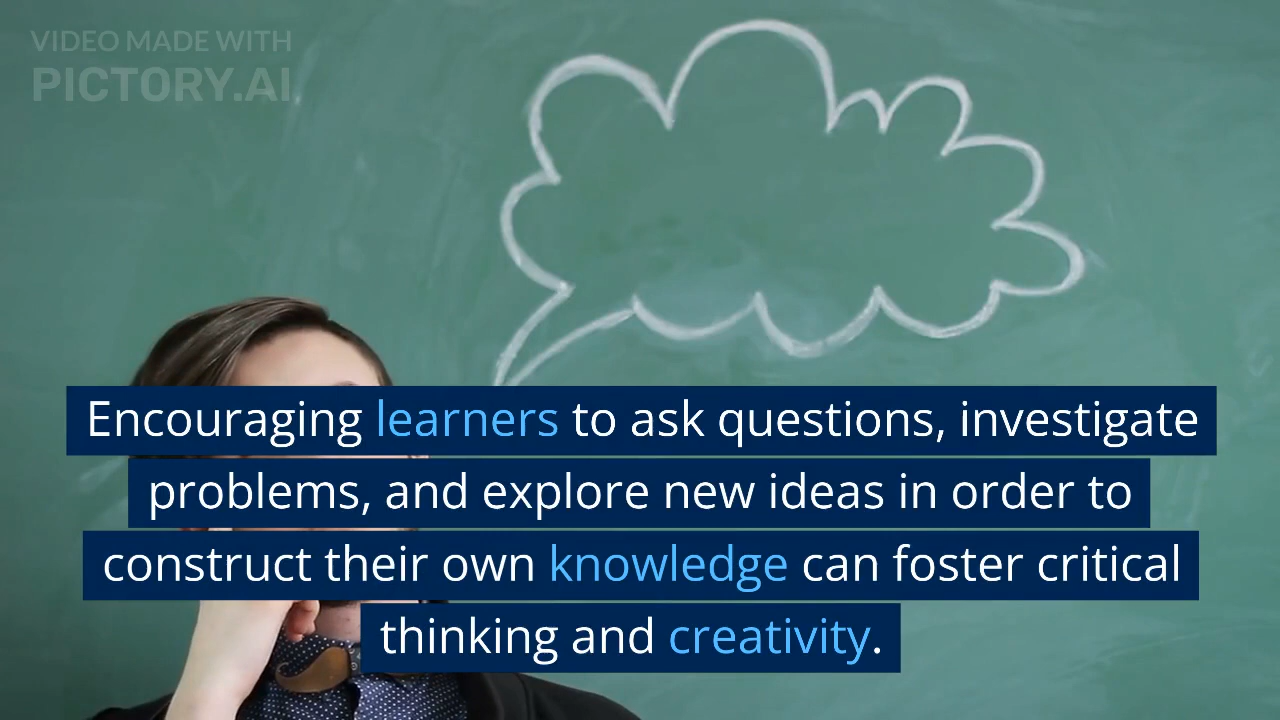 VIDEO MADE WITH
PICTORY.AI
Encouraging learners to ask questions, investigate
problems, and explore new ideas in order to
construct their own knowledge can foster critical
thinking and creativity.